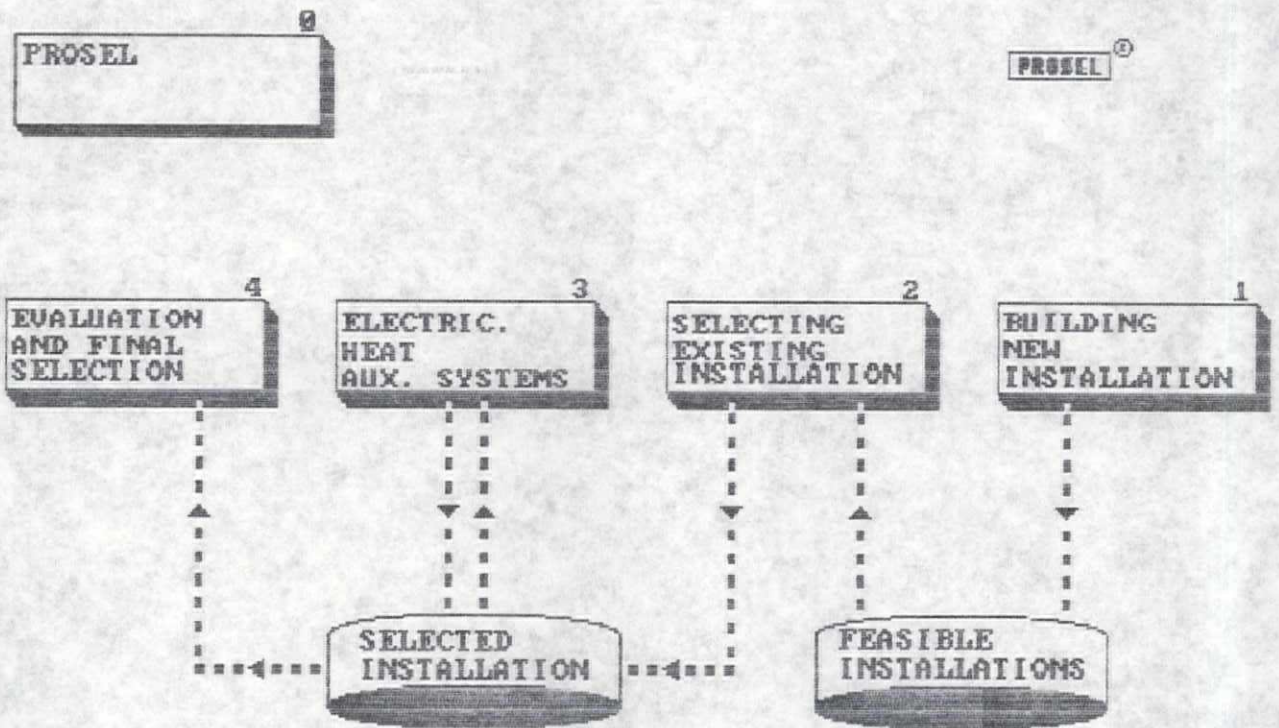 0
PROSEL
PROSEL
4
EVALUATION
AND FINAL
SELECTION
3
ELECTRIC.
HEAT
AUX. SYSTEMS
2
SELECTING
EXISTING
INSTALLATION
1
BUILDING
NEW
INSTALLATION
SELECTED
INSTALLATION
FEASIBLE
INSTALLATIONS